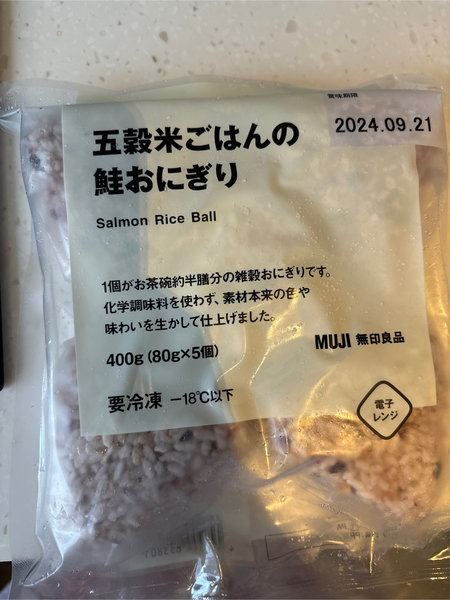 賞味期限
2024.09.21
五穀米ごはんの
鮭おにぎり
Salmon Rice Ball
1個がお茶碗約半膳分の雑穀おにぎりです。
化学調味料を使わず、素材本来の色や
味わいを生かして仕上げました。
400g (80g×5個)
MUJI 無印良品
要冷凍 －18℃以下
電子
レンジ